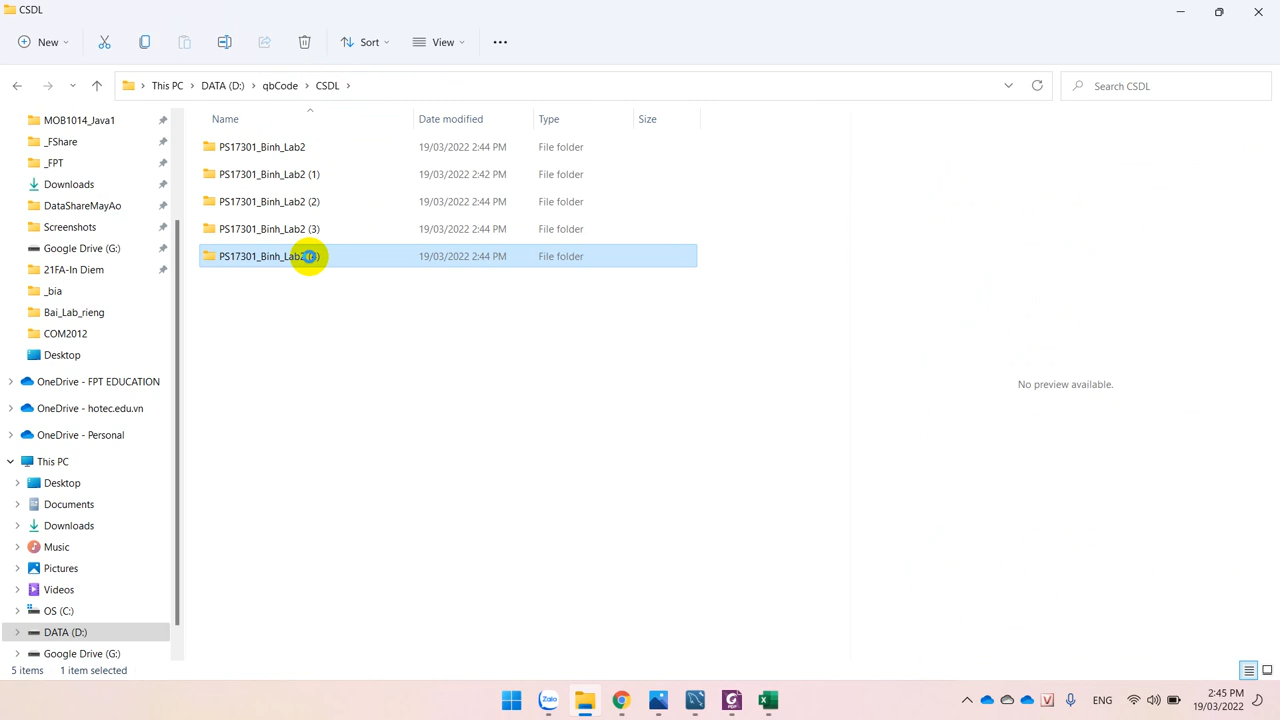 CSDL
New
Sort
View
This PC > DATA (D:) > qbCode > CSDL >
Search CSDL
Name Date modified Type Size
PS17301_Binh_Lab2 19/03/2022 2:44 PM File folder
PS17301_Binh_Lab2 (1) 19/03/2022 2:42 PM File folder
PS17301_Binh_Lab2 (2) 19/03/2022 2:44 PM File folder
PS17301_Binh_Lab2 (3) 19/03/2022 2:44 PM File folder
PS17301_Binh_Lab2 (4) 19/03/2022 2:44 PM File folder
No preview available.
MOB1014_Java1
_FShare
_FPT
Downloads
DataShareMayAo
Screenshots
Google Drive (G:)
21FA-In Diem
_bia
Bai_Lab_rieng
COM2012
Desktop
OneDrive - FPT EDUCATION
OneDrive - hotec.edu.vn
OneDrive - Personal
This PC
Desktop
Documents
Downloads
Music
Pictures
Videos
OS (C:)
DATA (D:)
Google Drive (G:)
5 items 1 item selected
Zalo
PDF
V
ENG
2:45 PM
19/03/2022